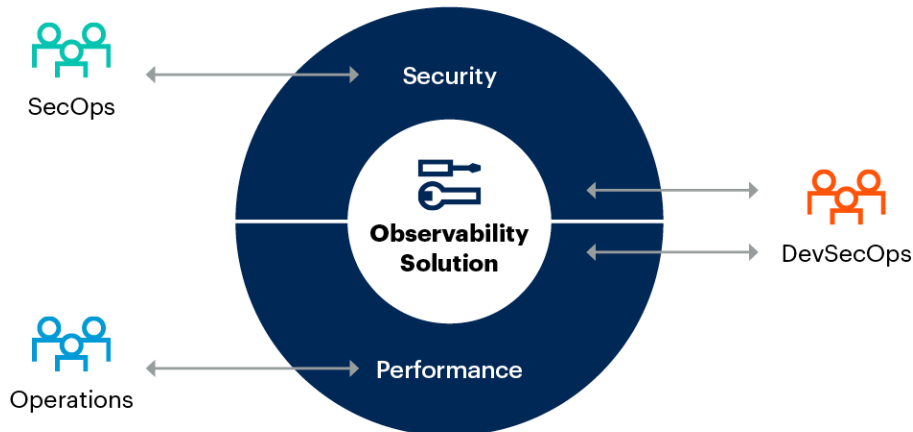 Security
SecOps
Observability
Solution
DevSecOps
Performance
Operations